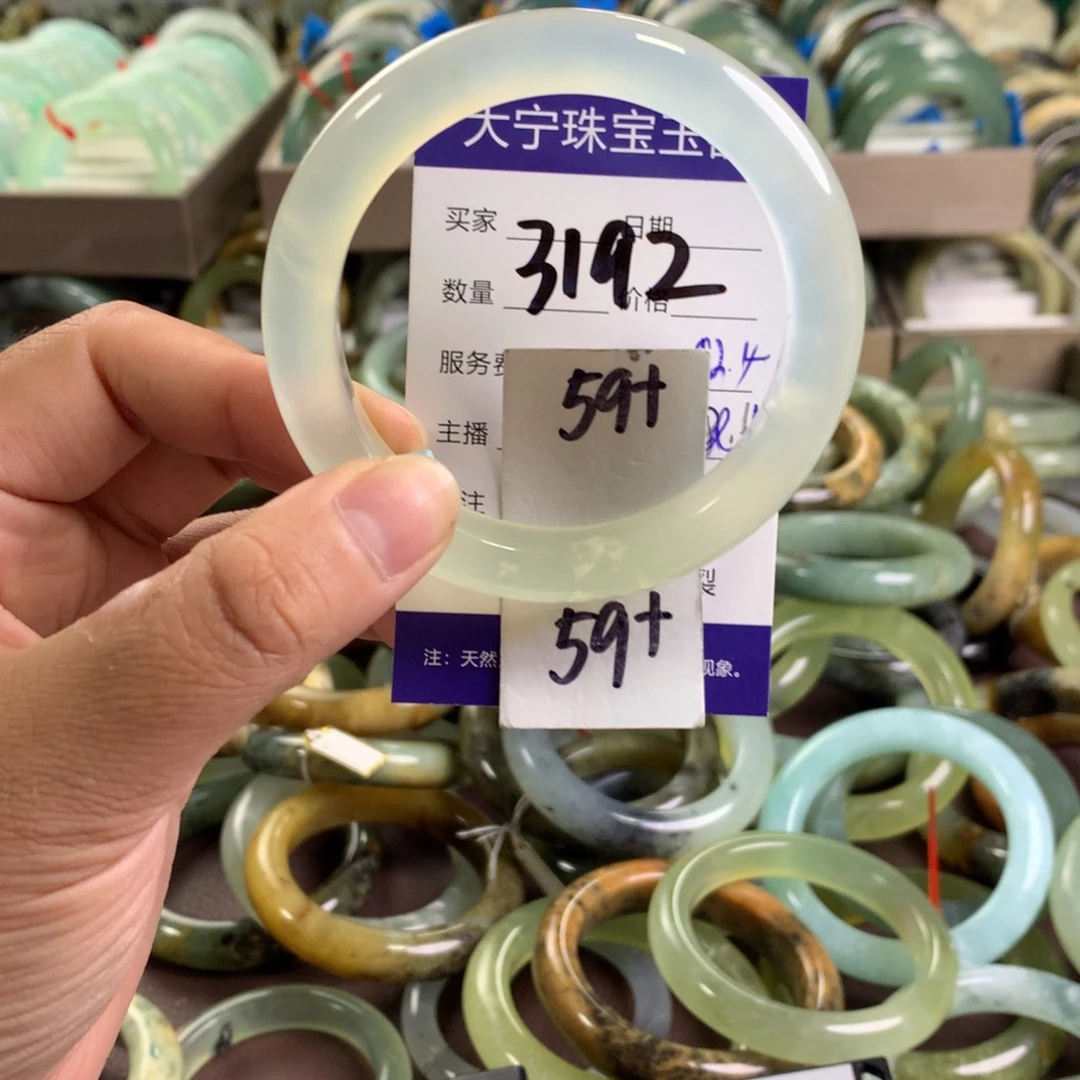 大宁珠宝玉
买家 日期
3192
数量 价格
服务费
59+
主播
注
59+
裂
注：天然 现象。